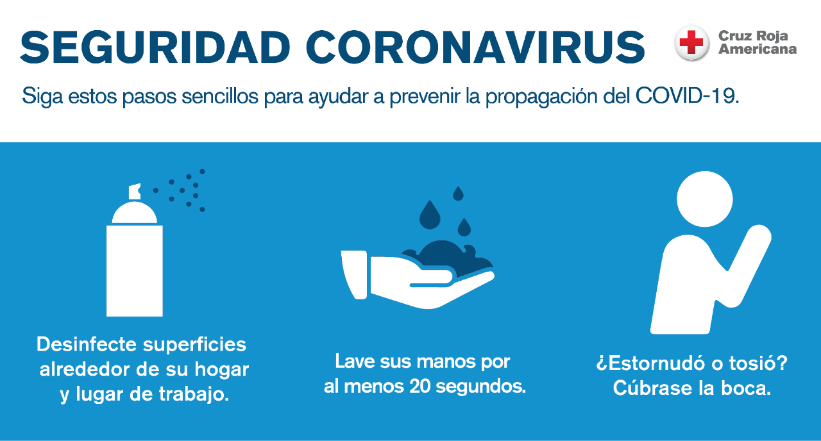 SEGURIDAD CORONAVIRUS
Cruz Roja
Americana
Siga estos pasos sencillos para ayudar a prevenir la propagación del COVID-19.
Desinfecte superficies
alrededor de su hogar
y lugar de trabajo.
Lave sus manos por
al menos 20 segundos.
¿Estornudó o tosió?
Cúbrase la boca.